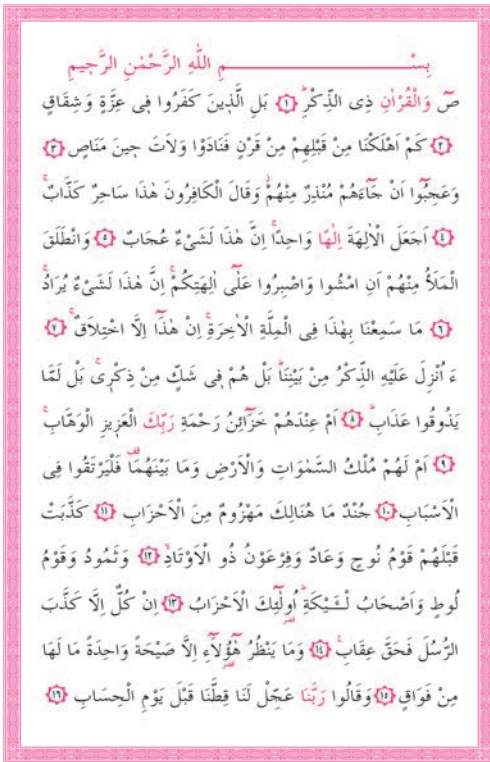 بِسْــــــــــــــــمِ اللّٰهِ الرَّحْمٰنِ الرَّحٖيمِ
صٓ وَالْقُرْاٰنِ ذِى الذِّكْرِؕ ﴿١﴾ بَلِ الَّذٖينَ كَفَرُوا فٖى عِزَّةٍ وَشِقَاقٍ
﴿٢﴾ كَمْ اَهْلَكْنَا مِنْ قَبْلِهِمْ مِنْ قَرْنٍ فَنَادَوْا وَلَاتَ حٖينَ مَنَاصٍ ﴿٣﴾
وَعَجِبُٓوا اَنْ جَٓاءَهُمْ مُنْذِرٌ مِنْهُمْؗ وَقَالَ الْكَافِرُونَ هٰذَا سَاحِرٌ كَذَّابٌۚ
﴿٤﴾ اَجَعَلَ الْاٰلِهَةَ اِلٰهًا وَاحِدًاۚ اِنَّ هٰذَا لَشَىْءٌ عُجَابٌ ﴿٥﴾ وَانْطَلَقَ
الْمَلَاُ مِنْهُمْ اَنِ امْشُوا وَاصْبِرُوا عَلٰٓى اٰلِهَتِكُمْۚ اِنَّ هٰذَا لَشَىْءٌ يُرَادُۚ
﴿٦﴾ مَا سَمِعْنَا بِهٰذَا فِى الْمِلَّةِ الْاٰخِرَةِۚ اِنْ هٰذَٓا اِلَّا اخْتِلَاقٌۚ ﴿٧﴾
ءَ اُنْزِلَ عَلَيْهِ الذِّكْرُ مِنْ بَيْنِنَاؕ بَلْ هُمْ فٖى شَكٍّ مِنْ ذِكْرٖىۚ بَلْ لَمَّا
يَذُوقُوا عَذَابِؕ ﴿٨﴾ اَمْ عِنْدَهُمْ خَزَٓائِنُ رَحْمَةِ رَبِّكَ الْعَزٖيزِ الْوَهَّابِۚ
﴿٩﴾ اَمْ لَهُمْ مُلْكُ السَّمٰوَاتِ وَالْاَرْضِ وَمَا بَيْنَهُمَاࣞ فَلْيَرْتَقُوا فِى
الْاَسْبَابِ ﴿١٠﴾ جُنْدٌ مَا هُنَالِكَ مَهْزُومٌ مِنَ الْاَحْزَابِ ﴿١١﴾ كَذَّبَتْ
قَبْلَهُمْ قَوْمُ نُوحٍ وَعَادٌ وَفِرْعَوْنُ ذُو الْاَوْتَادِۙ ﴿١٢﴾ وَثَمُودُ وَقَوْمُ
لُوطٍ وَاَصْحَابُ لْـَٔيْكَةِؕ اُو۬لٰٓئِكَ الْاَحْزَابُ ﴿١٣﴾ اِنْ كُلٌّ اِلَّا كَذَّبَ
الرُّسُلَ فَحَقَّ عِقَابِۚ ﴿١٤﴾ وَمَا يَنْظُرُ هٰٓؤُ۬لَٓاءِ اِلَّا صَيْحَةً وَاحِدَةً مَا لَهَا
مِنْ فَوَاقٍ ﴿١٥﴾ وَقَالُوا رَبَّنَا عَجِّلْ لَنَا قِطَّنَا قَبْلَ يَوْمِ الْحِسَابِ ﴿١٦﴾